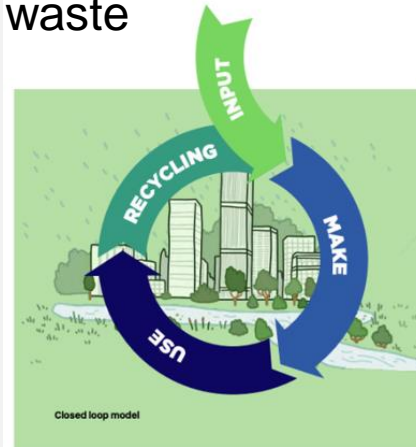 waste
INPUT
MAKE
USE
RECYCLING
Closed loop model